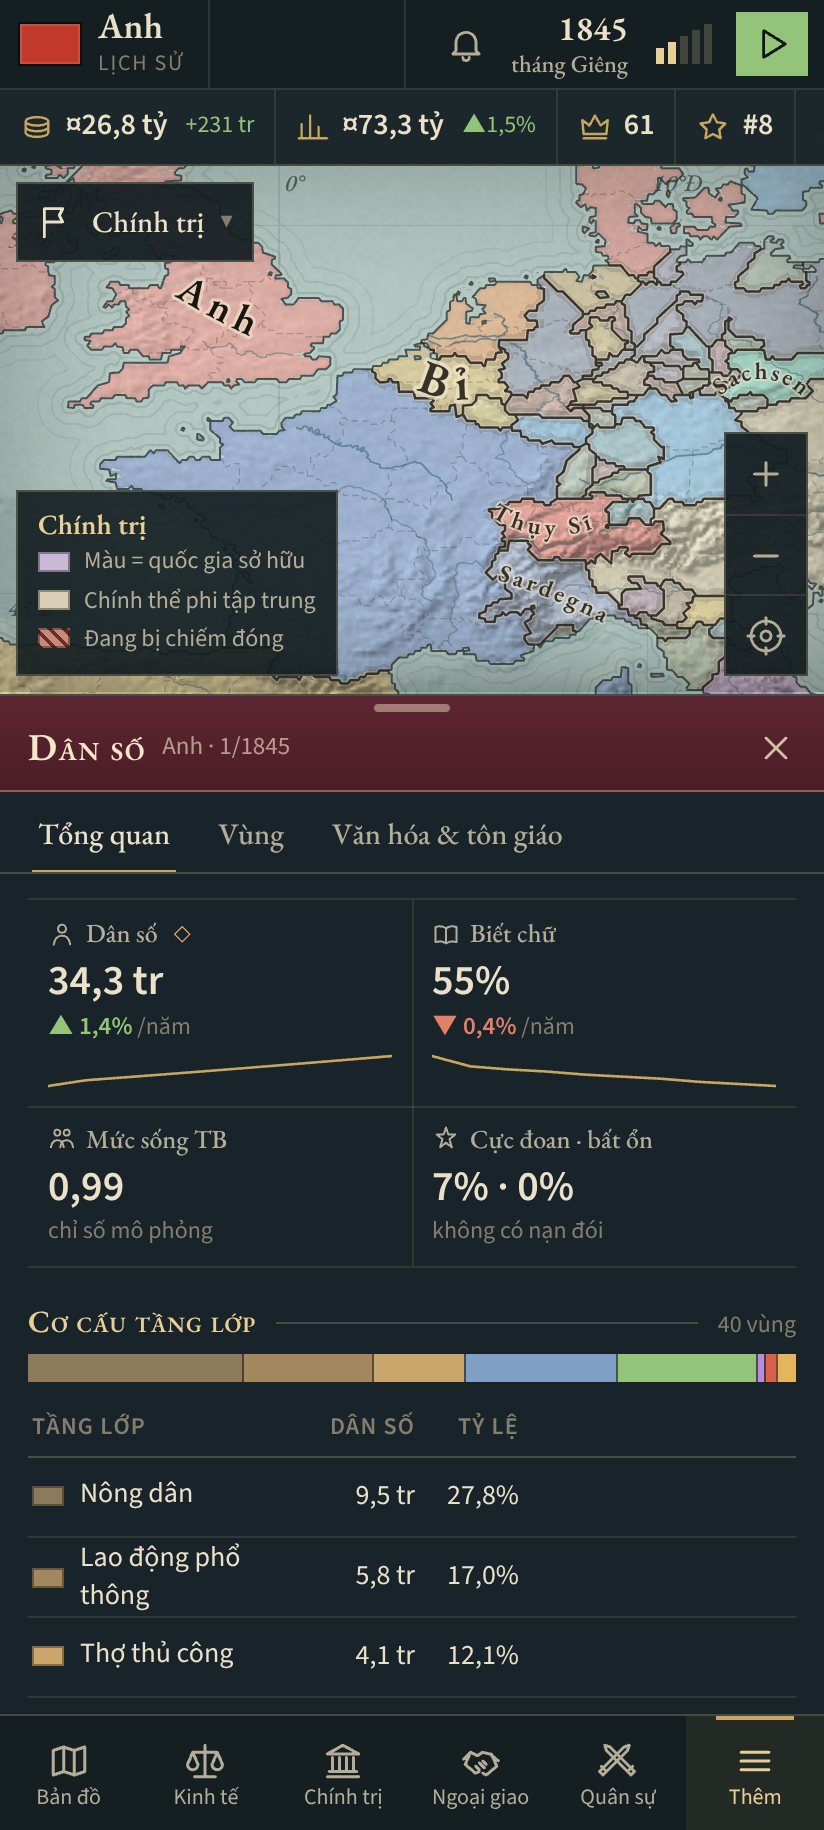 Anh
LỊCH SỬ
1845
tháng Giêng
¤26,8 tỷ +231 tr
¤73,3 tỷ ▲1,5%
61
#8
Chính trị ▼
0°
10°Đ
Anh
Bỉ
Sachsen
Thụy Sĩ
Sardegna
Chính trị
Màu = quốc gia sở hữu
Chính thể phi tập trung
Đang bị chiếm đóng
+
−
Dân số Anh · 1/1845
Tổng quan Vùng Văn hóa & tôn giáo
Dân số
34,3 tr
▲ 1,4% /năm
Biết chữ
55%
▼ 0,4% /năm
Mức sống TB
0,99
chỉ số mô phỏng
Cực đoan · bất ổn
7% · 0%
không có nạn đói
Cơ cấu tầng lớp 40 vùng
TẦNG LỚP DÂN SỐ TỶ LỆ
Nông dân 9,5 tr 27,8%
Lao động phổ
thông 5,8 tr 17,0%
Thợ thủ công 4,1 tr 12,1%
Bản đồ Kinh tế Chính trị Ngoại giao Quân sự Thêm